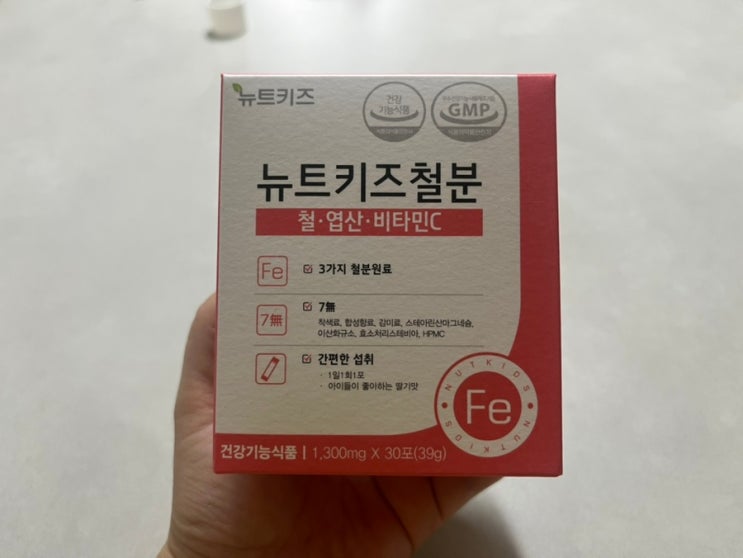 뉴트키즈
건강
기능식품
GMP
뉴트키즈철분
철·엽산·비타민C
Fe
3가지 철분원료
7無
7無
착색료, 합성향료, 감미료, 스테아린산마그네슘,
이산화규소, 효소처리스테비아, HPMC
간편한 섭취
· 1일1회1포
· 아이들이 좋아하는 딸기맛
NUTKIDS
Fe
NUTKIDS
건강기능식품 | 1,300mg X 30포(39g)